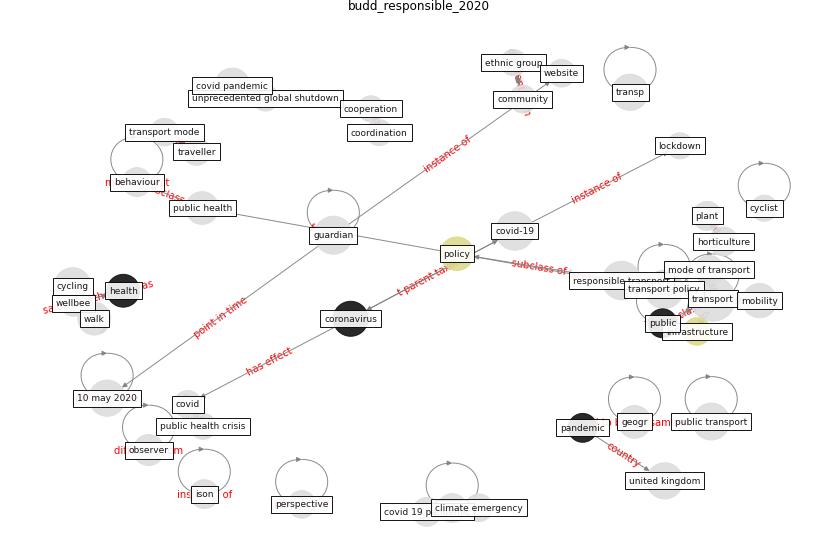 budd_responsible_2020
ethnic group
website
covid pandemic
unprecedented global shutdown
transp
community
cooperation
transport mode
coordination
instance of
lockdown
traveller
behaviour
instance of
public health
cyclist
plant
covid-19
guardian
horticulture
policy
subclass of
mode of transport
cycling
responsible transport
health
transport policy
wellbee
transport
mobility
walk
point in time
coronavirus
public
has effect
10 may 2020
covid
public health crisis
pandemic
geogr
public transport
observer
country
united kingdom
ison
perspective
climate emergency